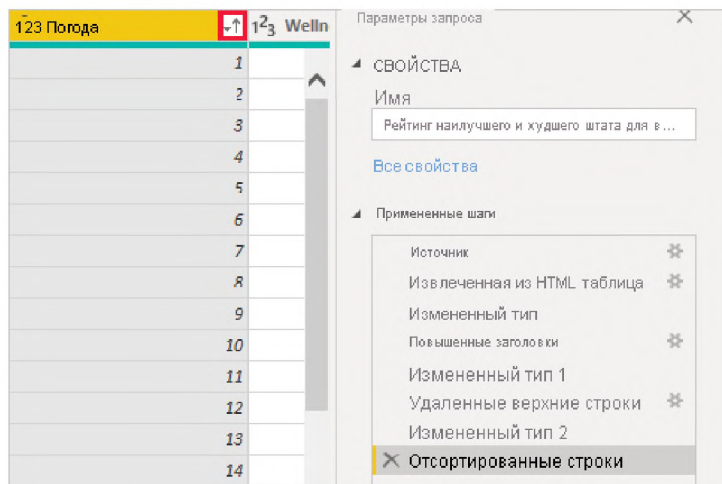 123 Погода
1²3 Welln
1
2
3
4
5
6
7
8
9
10
11
12
13
14
Параметры запроса
СВОЙСТВА
Имя
Рейтинг наилучшего и худшего штата для в...
Все свойства
Примененные шаги
Источник
Извлеченная из HTML таблица
Измененный тип
Повышенные заголовки
Измененный тип 1
Удаленные верхние строки
Измененный тип 2
Отсортированные строки